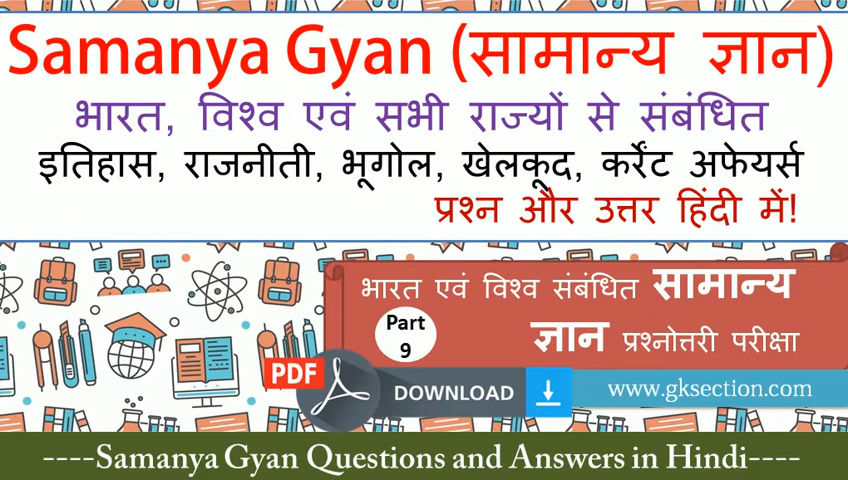 Samanya Gyan (सामान्य ज्ञान)
भारत, विश्व एवं सभी राज्यों से संबंधित
इतिहास, राजनीती, भूगोल, खेलकूद, कर्रेंट अफेयर्स
प्रश्न और उत्तर हिंदी में!
भारत एवं विश्व संबंधित सामान्य
ज्ञान प्रश्नोत्तरी परीक्षा
Part
9
PDF
DOWNLOAD
www.gksection.com
----Samanya Gyan Questions and Answers in Hindi----